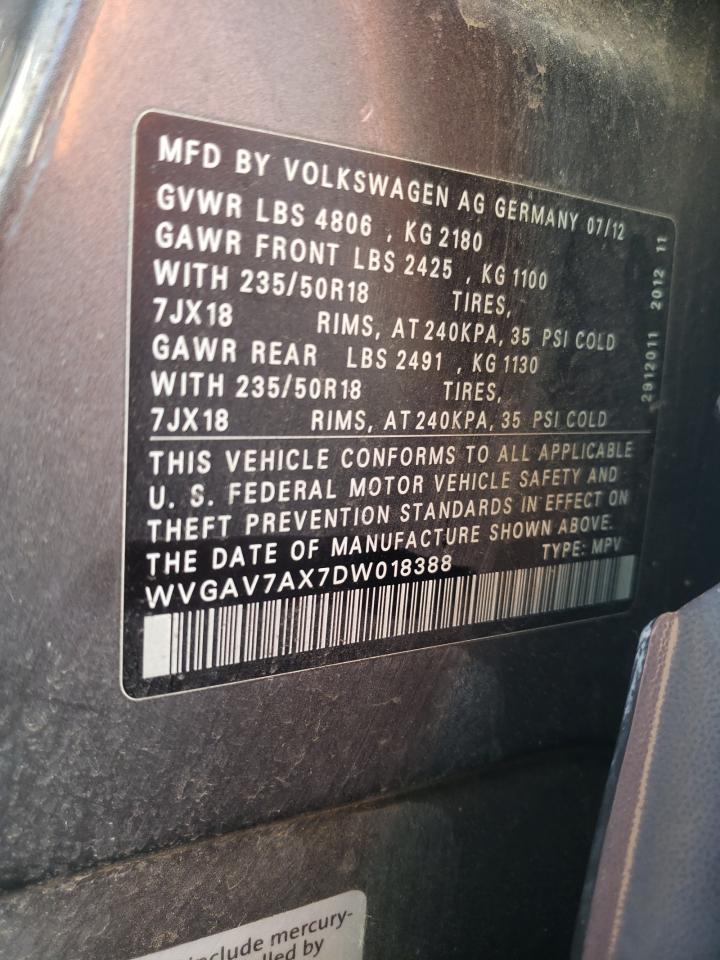 MFD BY VOLKSWAGEN AG GERMANY 07/12
GVWR LBS 4806 , KG 2180
GAWR FRONT LBS 2425 , KG 1100
WITH 235/50R18 TIRES,
7JX18 RIMS, AT 240KPA, 35 PSI COLD
GAWR REAR LBS 2491 , KG 1130
WITH 235/50R18 TIRES,
7JX18 RIMS, AT 240KPA, 35 PSI COLD
2912011 2012 11
THIS VEHICLE CONFORMS TO ALL APPLICABLE
U. S. FEDERAL MOTOR VEHICLE SAFETY AND
THEFT PREVENTION STANDARDS IN EFFECT ON
THE DATE OF MANUFACTURE SHOWN ABOVE.
WVGAV7AX7DW018388 TYPE: MPV
include mercury-
by